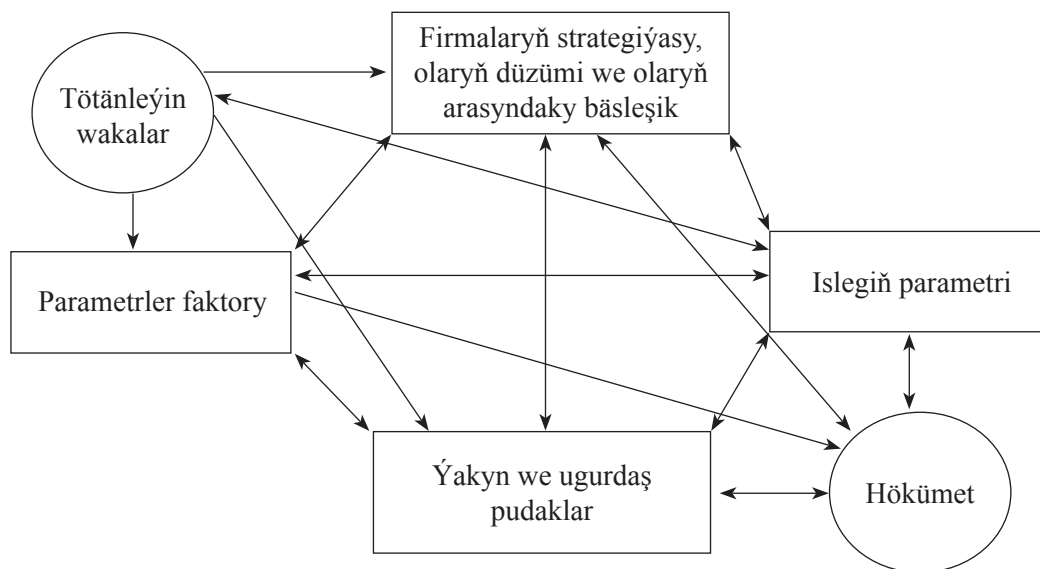 Firmalaryň strategiýasy,
olaryň düzümi we olaryň
arasyndaky bäsleşik
Tötänleýin
wakalar
Parametrler faktory
Islegiň parametri
Ýakyn we ugurdaş
pudaklar
Hökümet